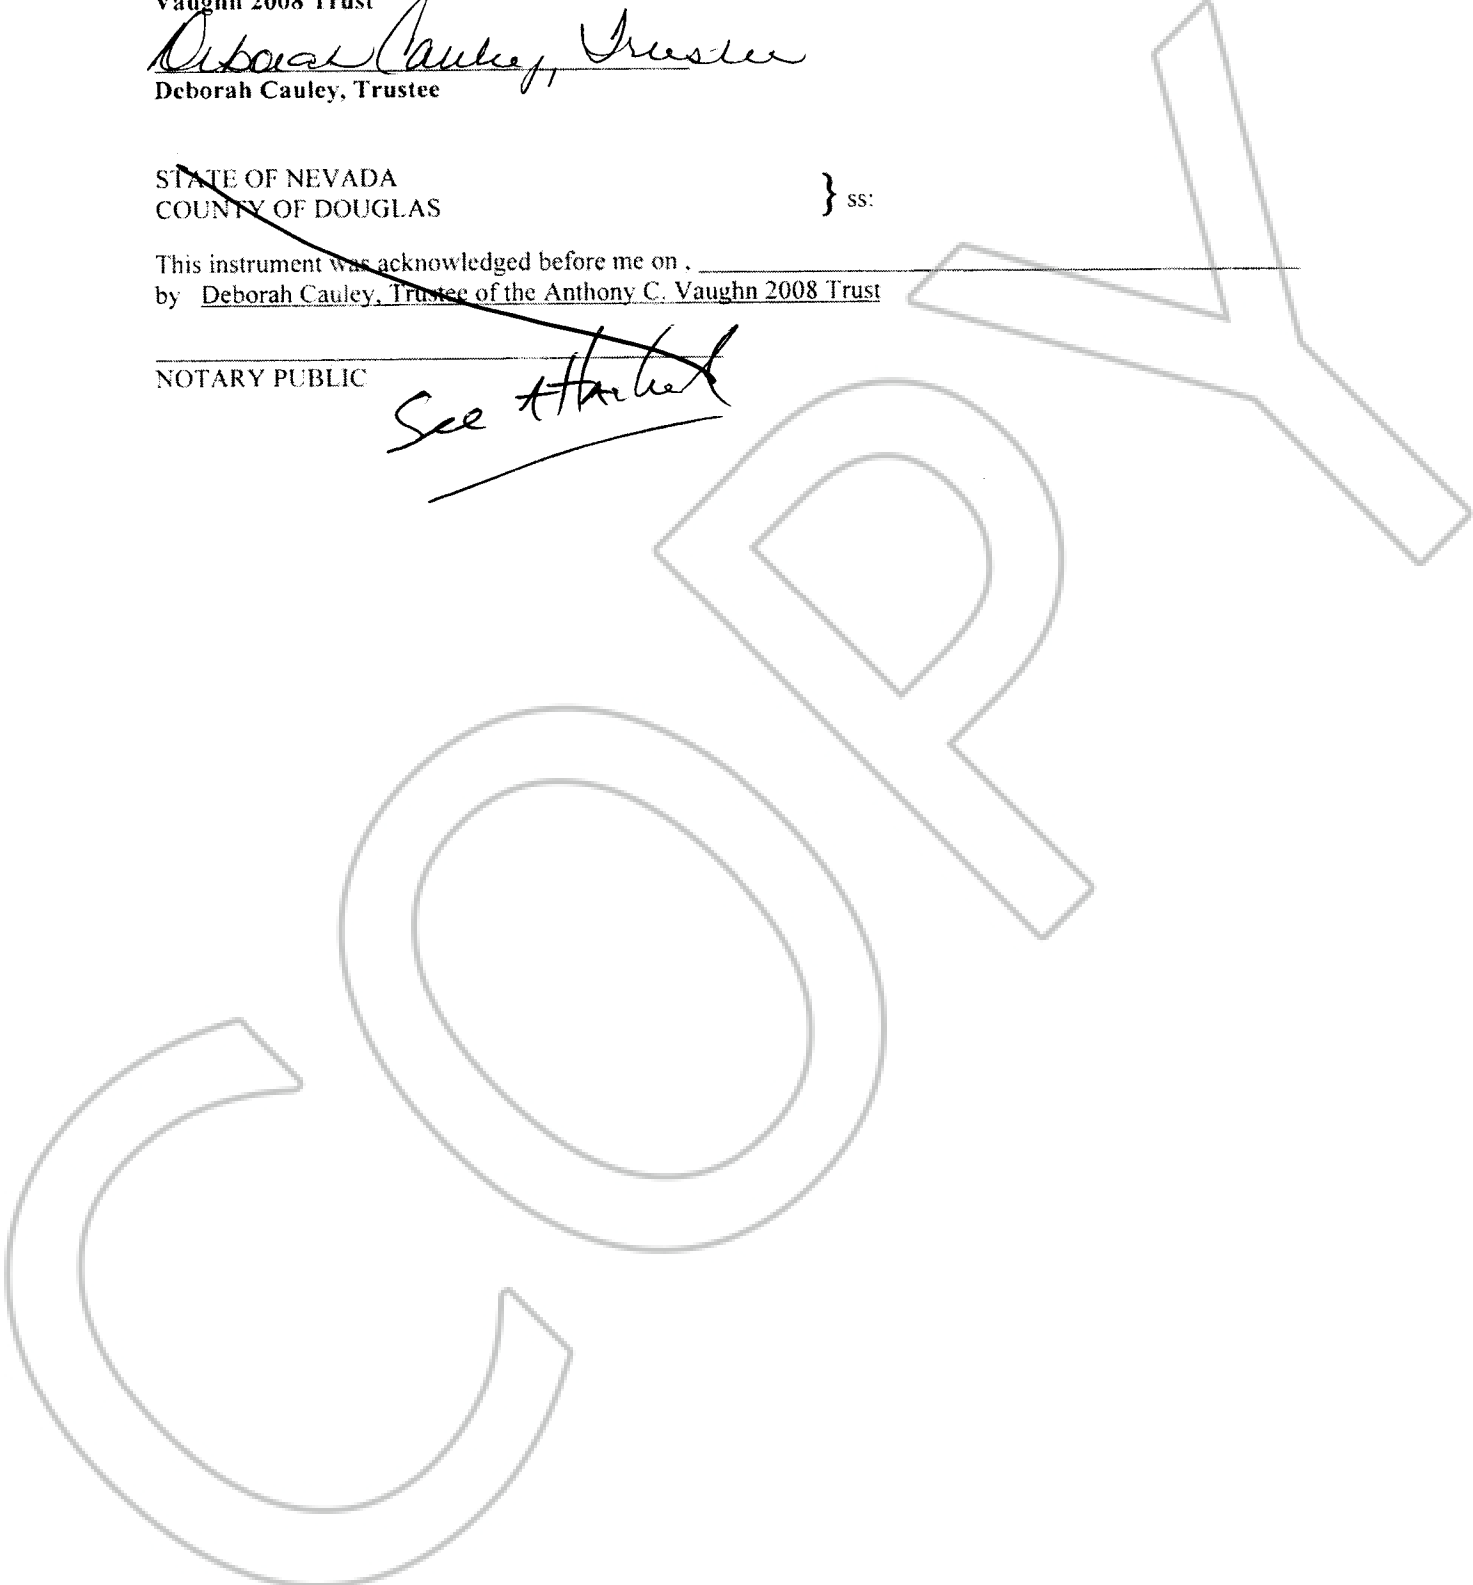 Vaughn 2008 Trust
Deborah Cauley, Trustee
Deborah Cauley, Trustee
STATE OF NEVADA
COUNTY OF DOUGLAS
} ss:
This instrument was acknowledged before me on ,
by Deborah Cauley, Trustee of the Anthony C. Vaughn 2008 Trust
NOTARY PUBLIC
See Attached
COPY